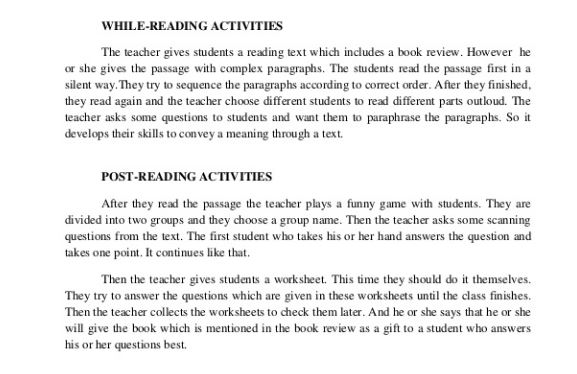 WHILE-READING ACTIVITIES
The teacher gives students a reading text which includes a book review. However he
or she gives the passage with complex paragraphs. The students read the passage first in a
silent way.They try to sequence the paragraphs according to correct order. After they finished,
they read again and the teacher choose different students to read different parts outloud. The
teacher asks some questions to students and want them to paraphrase the paragraphs. So it
develops their skills to convey a meaning through a text.
POST-READING ACTIVITIES
After they read the passage the teacher plays a funny game with students. They are
divided into two groups and they choose a group name. Then the teacher asks some scanning
questions from the text. The first student who takes his or her hand answers the question and
takes one point. It continues like that.
Then the teacher gives students a worksheet. This time they should do it themselves.
They try to answer the questions which are given in these worksheets until the class finishes.
Then the teacher collects the worksheets to check them later. And he or she says that he or she
will give the book which is mentioned in the book review as a gift to a student who answers
his or her questions best.